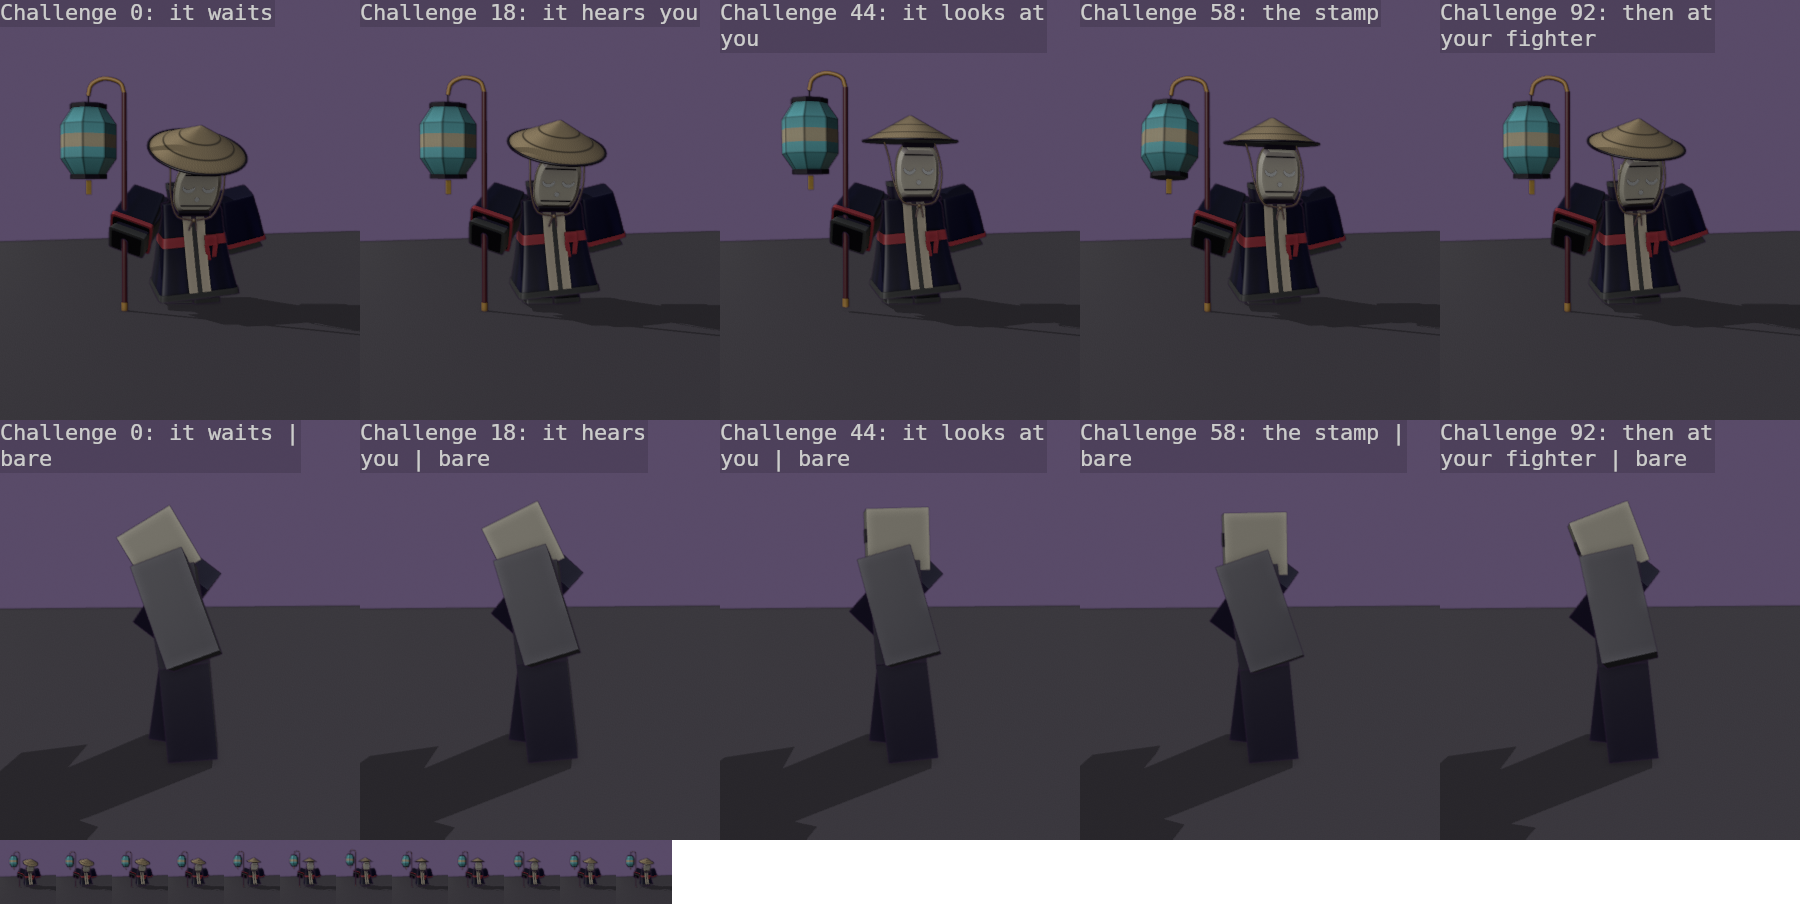 Challenge 0: it waits
Challenge 18: it hears you
Challenge 44: it looks at
you
Challenge 58: the stamp
Challenge 92: then at
your fighter
Challenge 0: it waits |
bare
Challenge 18: it hears
you | bare
Challenge 44: it looks at
you | bare
Challenge 58: the stamp |
bare
Challenge 92: then at
your fighter | bare